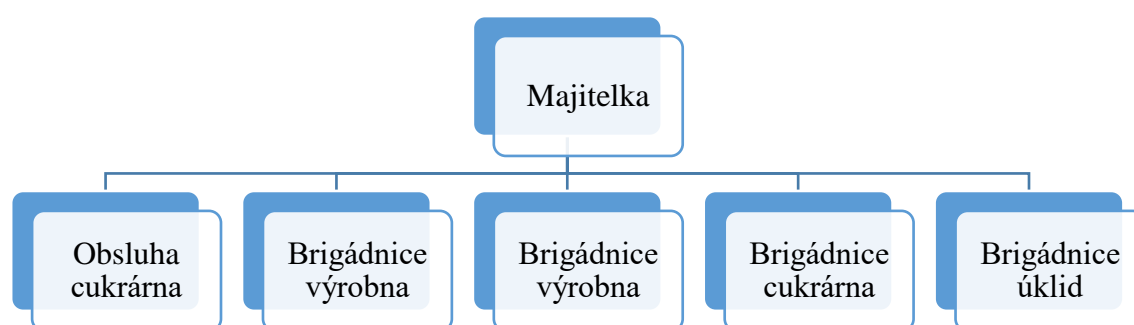 Majitelka
Obsluha
cukrárna
Brigádnice
výrobna
Brigádnice
výrobna
Brigádnice
cukrárna
Brigádnice
úklid